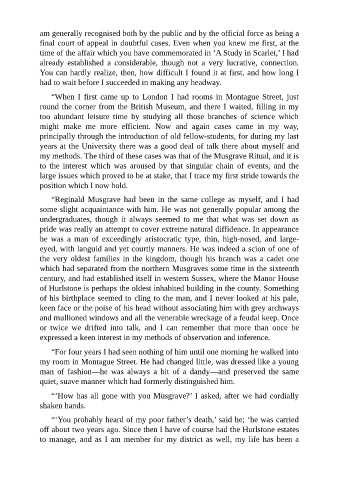 am generally recognised both by the public and by the official force as being a
final court of appeal in doubtful cases. Even when you knew me first, at the
time of the affair which you have commemorated in ‘A Study in Scarlet,’ I had
already established a considerable, though not a very lucrative, connection.
You can hardly realize, then, how difficult I found it at first, and how long I
had to wait before I succeeded in making any headway.
“When I first came up to London I had rooms in Montague Street, just
round the corner from the British Museum, and there I waited, filling in my
too abundant leisure time by studying all those branches of science which
might make me more efficient. Now and again cases came in my way,
principally through the introduction of old fellow-students, for during my last
years at the University there was a good deal of talk there about myself and
my methods. The third of these cases was that of the Musgrave Ritual, and it is
to the interest which was aroused by that singular chain of events, and the
large issues which proved to be at stake, that I trace my first stride towards the
position which I now hold.
“Reginald Musgrave had been in the same college as myself, and I had
some slight acquaintance with him. He was not generally popular among the
undergraduates, though it always seemed to me that what was set down as
pride was really an attempt to cover extreme natural diffidence. In appearance
he was a man of exceedingly aristocratic type, thin, high-nosed, and large-
eyed, with languid and yet courtly manners. He was indeed a scion of one of
the very oldest families in the kingdom, though his branch was a cadet one
which had separated from the northern Musgraves some time in the sixteenth
century, and had established itself in western Sussex, where the Manor House
of Hurlstone is perhaps the oldest inhabited building in the county. Something
of his birthplace seemed to cling to the man, and I never looked at his pale,
keen face or the poise of his head without associating him with grey archways
and mullioned windows and all the venerable wreckage of a feudal keep. Once
or twice we drifted into talk, and I can remember that more than once he
expressed a keen interest in my methods of observation and inference.
“For four years I had seen nothing of him until one morning he walked into
my room in Montague Street. He had changed little, was dressed like a young
man of fashion—he was always a bit of a dandy—and preserved the same
quiet, suave manner which had formerly distinguished him.
“‘How has all gone with you Musgrave?’ I asked, after we had cordially
shaken hands.
“‘You probably heard of my poor father’s death,’ said he; ‘he was carried
off about two years ago. Since then I have of course had the Hurlstone estates
to manage, and as I am member for my district as well, my life has been a